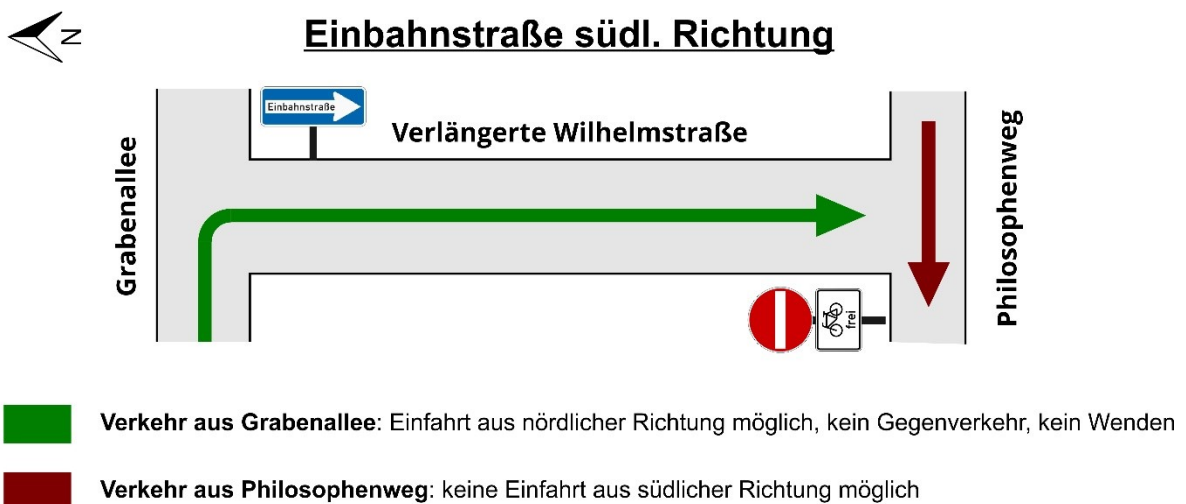 N
Einbahnstraße südl. Richtung
Einbahnstraße
Verlängerte Wilhelmstraße
Grabenallee
Philosophenweg
frei
Verkehr aus Grabenallee: Einfahrt aus nördlicher Richtung möglich, kein Gegenverkehr, kein Wenden
Verkehr aus Philosophenweg: keine Einfahrt aus südlicher Richtung möglich